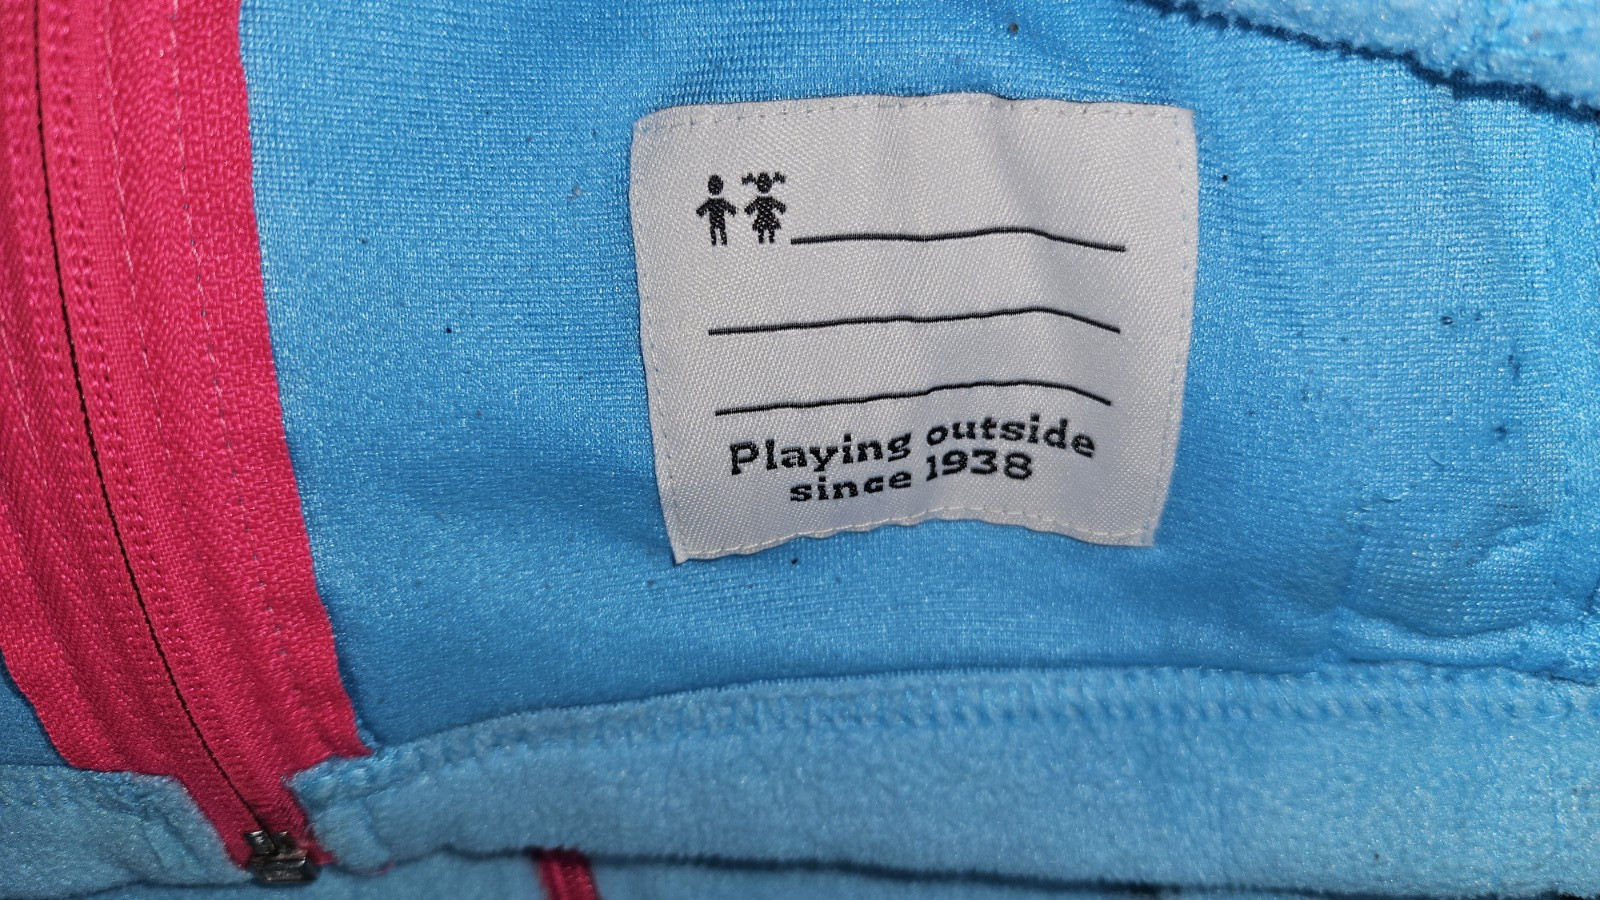 Playing outside
since 1938